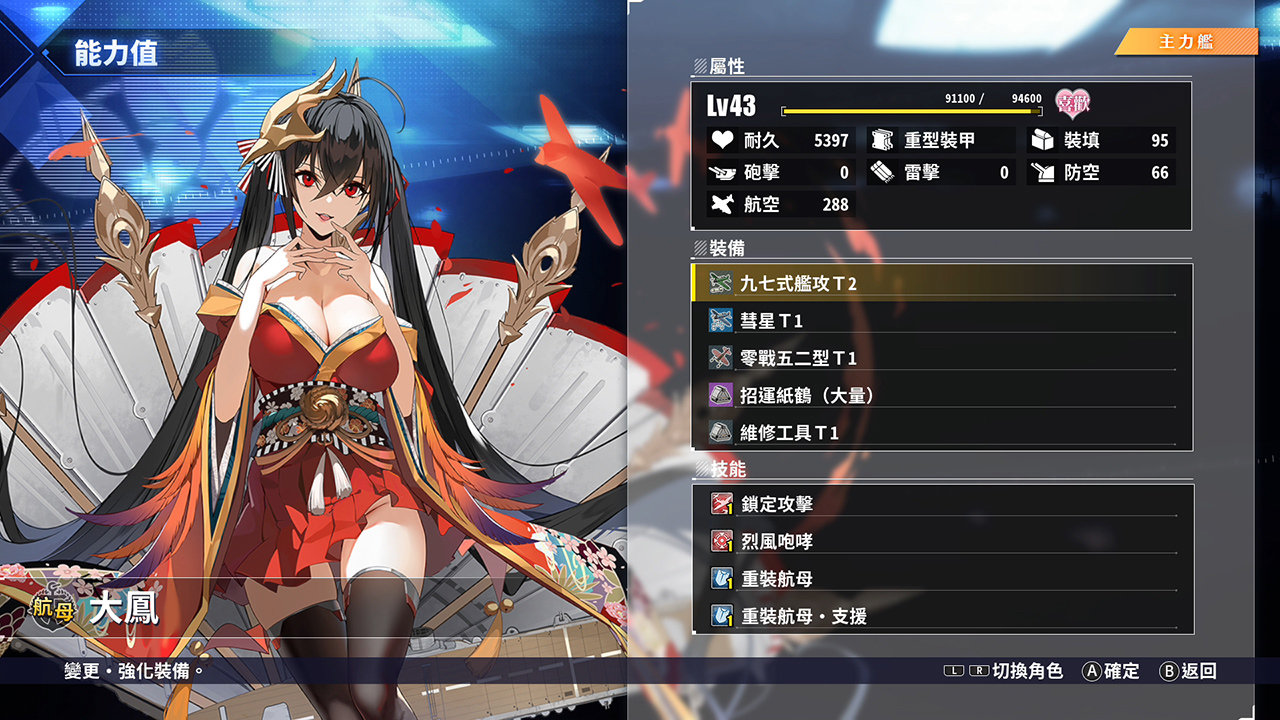 能力值
主力艦
屬性
Lv43 91100 / 94600 喜歡
耐久 5397 重型裝甲 裝填 95
砲擊 0 雷擊 0 防空 66
航空 288
裝備
九七式艦攻T2
彗星T1
零戰五二型T1
招運紙鶴（大量）
維修工具T1
技能
1 鎖定攻擊
1 烈風咆哮
1 重裝航母
1 重裝航母・支援
航母 大鳳
變更・強化裝備。
L R 切換角色 A 確定 B 返回